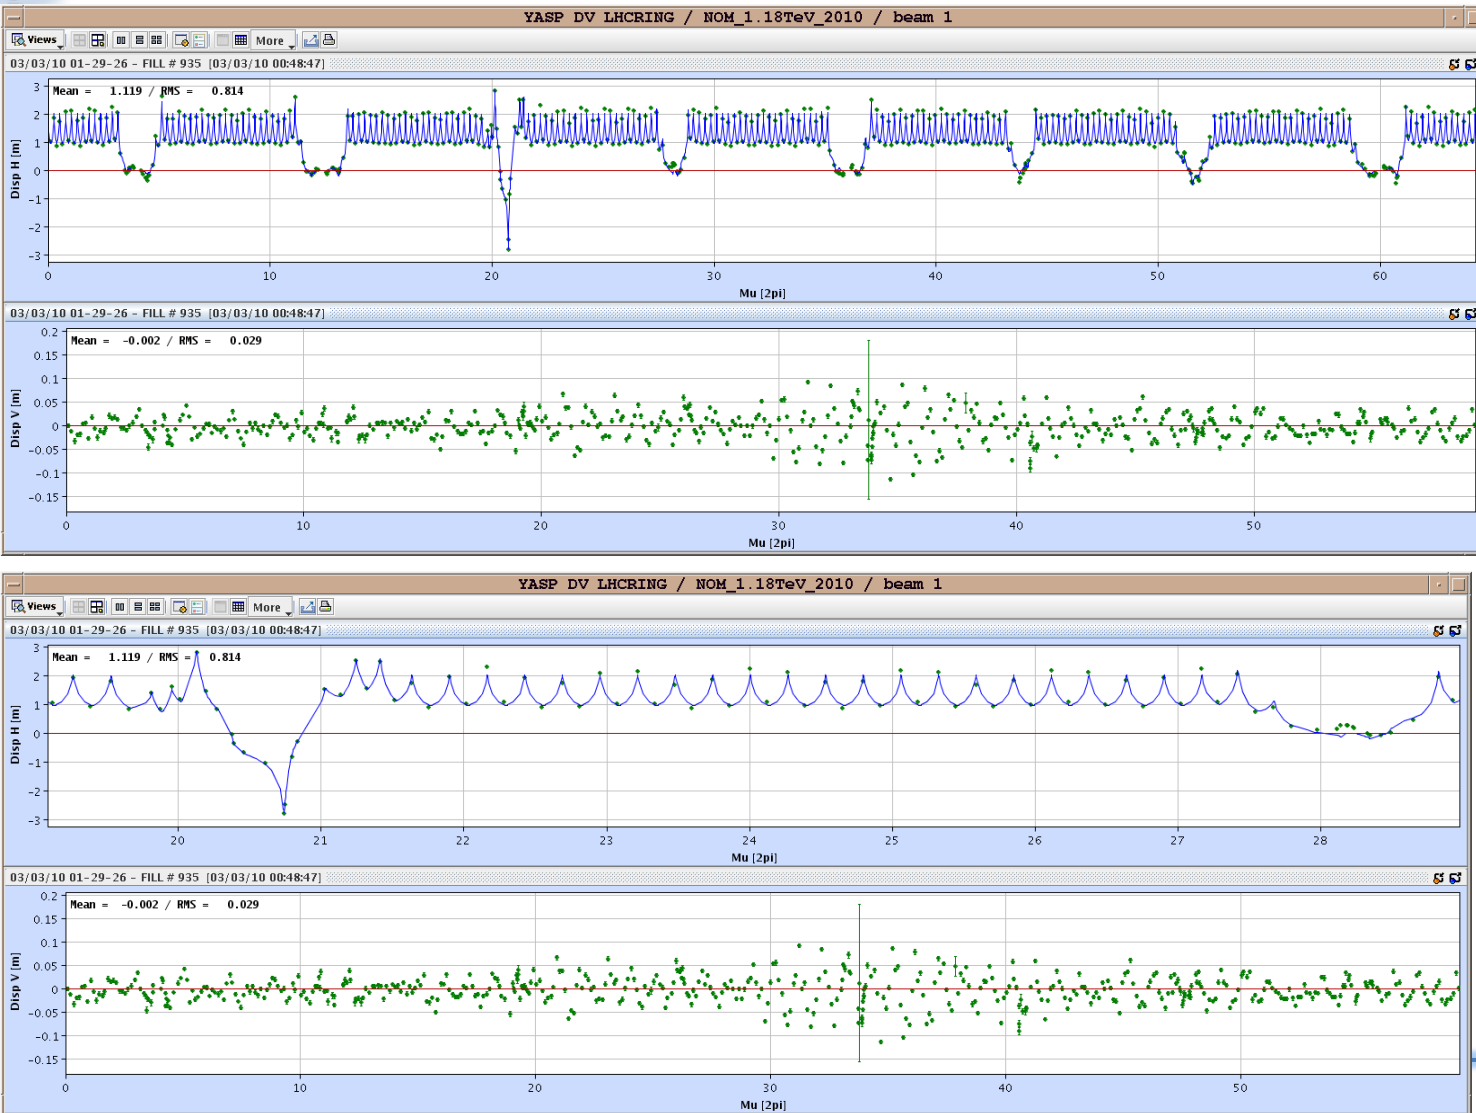 YASP DV LHCRING / NOM_1.18TeV_2010 / beam 1
Views More
03/03/10 01-29-26 - FILL # 935 [03/03/10 00:48:47]
Mean = 1.119 / RMS = 0.814
Disp H [m]
3
2
1
0
-1
-2
-3
0 10 20 30 40 50 60
Mu [2pi]
03/03/10 01-29-26 - FILL # 935 [03/03/10 00:48:47]
Mean = -0.002 / RMS = 0.029
Disp V [m]
0.2
0.15
0.1
0.05
0
-0.05
-0.1
-0.15
0 10 20 30 40 50
Mu [2pi]
YASP DV LHCRING / NOM_1.18TeV_2010 / beam 1
Views More
03/03/10 01-29-26 - FILL # 935 [03/03/10 00:48:47]
Mean = 1.119 / RMS = 0.814
Disp H [m]
3
2
1
0
-1
-2
-3
20 21 22 23 24 25 26 27 28
Mu [2pi]
03/03/10 01-29-26 - FILL # 935 [03/03/10 00:48:47]
Mean = -0.002 / RMS = 0.029
Disp V [m]
0.2
0.15
0.1
0.05
0
-0.05
-0.1
-0.15
0 10 20 30 40 50
Mu [2pi]